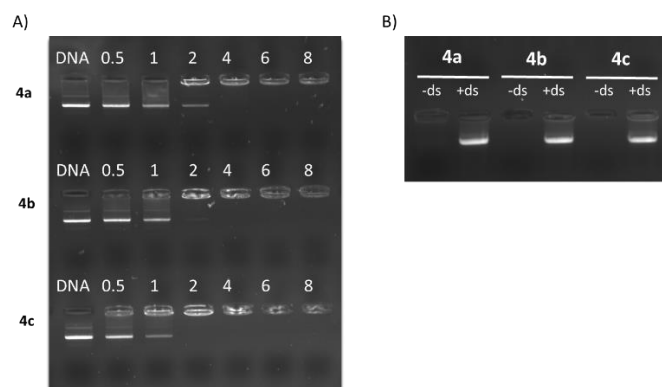 A)
DNA 0.5 1 2 4 6 8
4a
DNA 0.5 1 2 4 6 8
4b
DNA 0.5 1 2 4 6 8
4c
B)
4a 4b 4c
-ds +ds -ds +ds -ds +ds